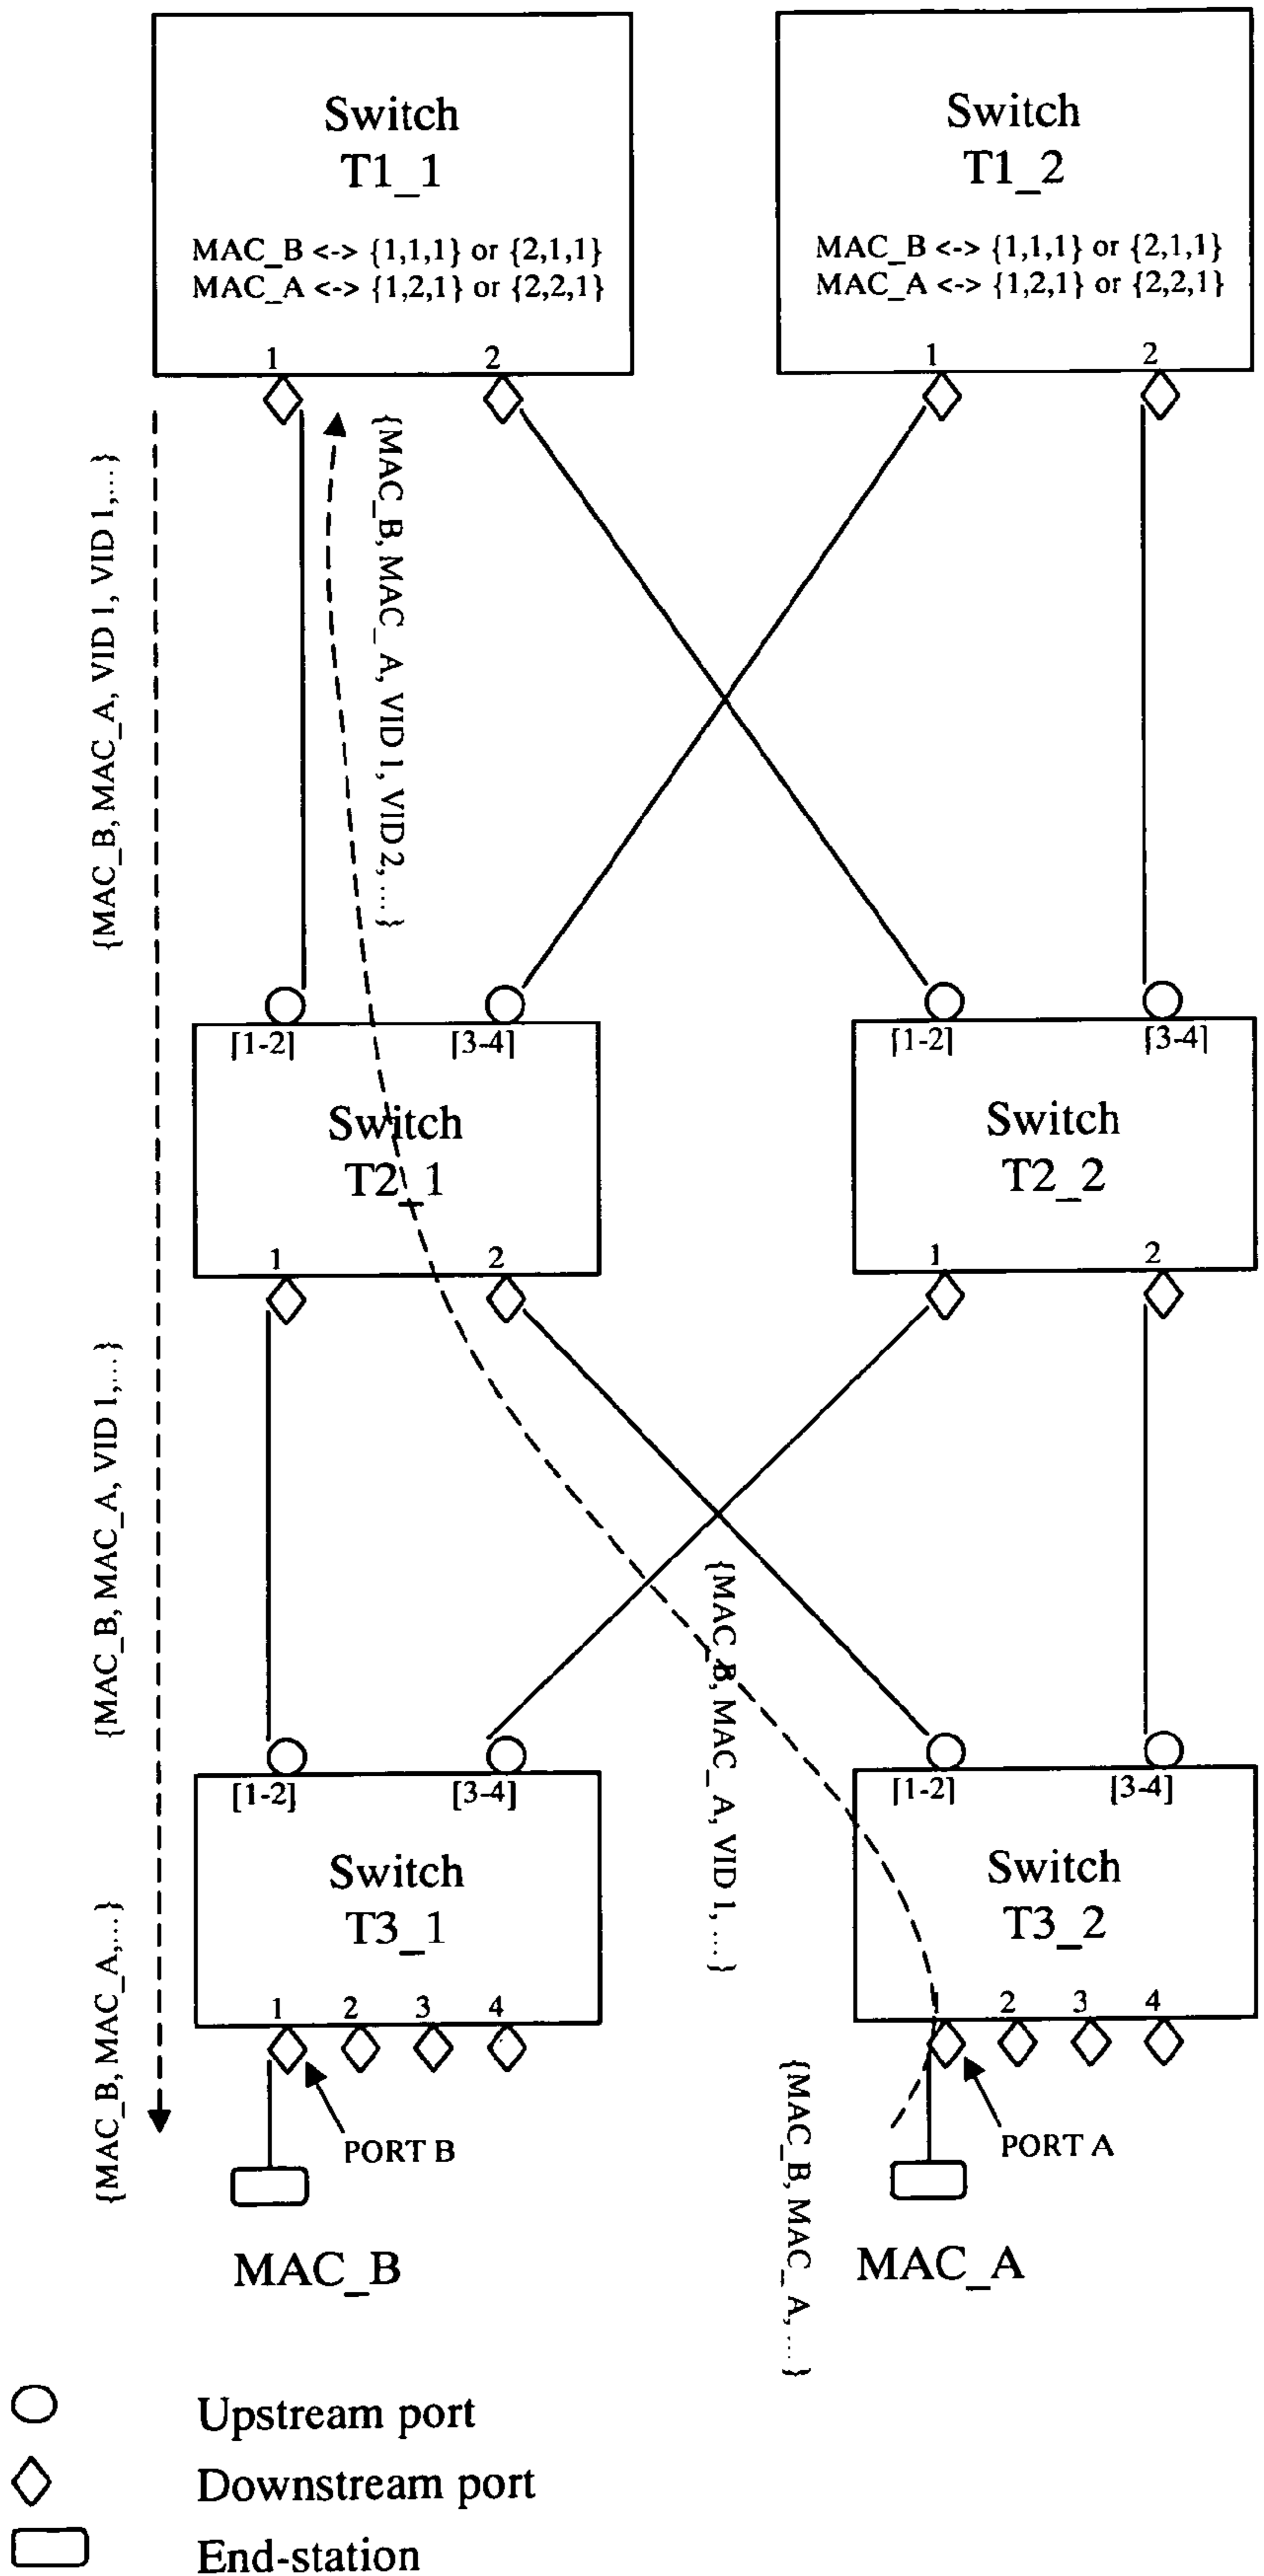 Switch
T1_1
MAC_B <-> {1,1,1} or {2,1,1}
MAC_A <-> {1,2,1} or {2,2,1}
1
2
Switch
T1_2
MAC_B <-> {1,1,1} or {2,1,1}
MAC_A <-> {1,2,1} or {2,2,1}
1
2
{MAC_B, MAC_A, VID 1, VID 1,...}
{MAC_B, MAC_A, VID 1, VID 2, ....}
[1-2]
[3-4]
Switch
T2_1
1
2
[1-2]
[3-4]
Switch
T2_2
1
2
{MAC_B, MAC_A, VID 1,...}
{MAC_B, MAC_A, VID 1, ....}
[1-2]
[3-4]
Switch
T3_1
1
2
3
4
[1-2]
[3-4]
Switch
T3_2
1
2
3
4
{MAC_B, MAC_A,...}
{MAC_B, MAC_A, ....}
PORT B
PORT A
MAC_B
MAC_A
Upstream port
Downstream port
End-station